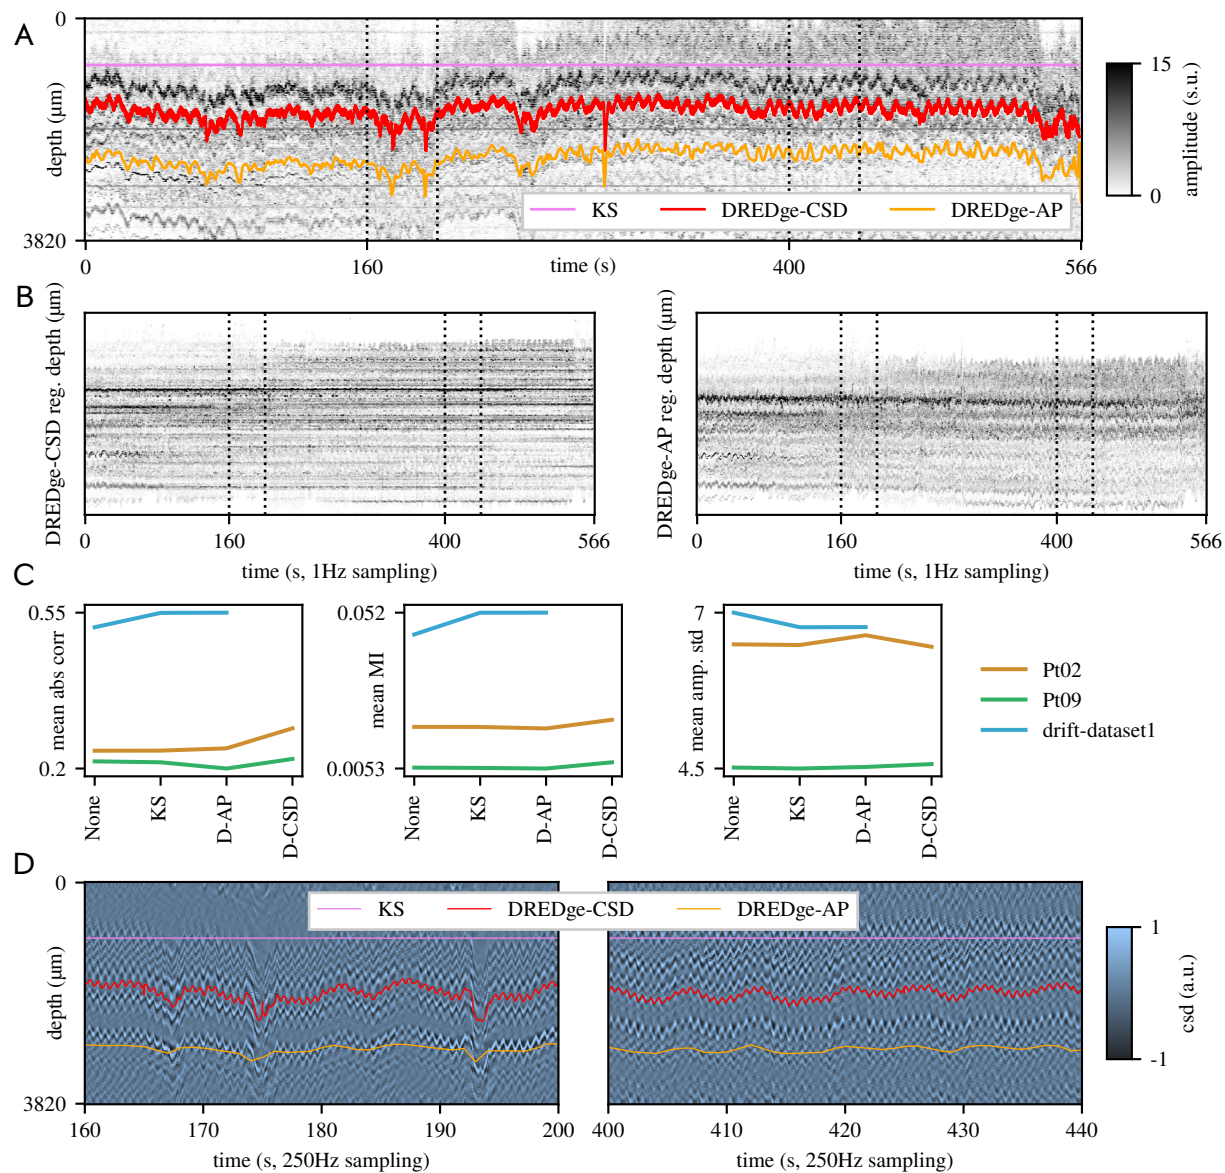 A
0
depth (µm)
3820
KS
DREDge-CSD
DREDge-AP
0
160
time (s)
400
566
15
0
amplitude (s.u.)
B
DREDge-CSD reg. depth (µm)
0
160
400
566
time (s, 1Hz sampling)
DREDge-AP reg. depth (µm)
0
160
400
566
time (s, 1Hz sampling)
C
0.55
0.2
mean abs corr
None
KS
D-AP
D-CSD
0.052
0.0053
mean MI
None
KS
D-AP
D-CSD
7
4.5
mean amp. std
None
KS
D-AP
D-CSD
Pt02
Pt09
drift-dataset1
D
0
depth (µm)
3820
KS
DREDge-CSD
DREDge-AP
160
170
180
190
200
time (s, 250Hz sampling)
400
410
420
430
440
time (s, 250Hz sampling)
1
-1
csd (a.u.)